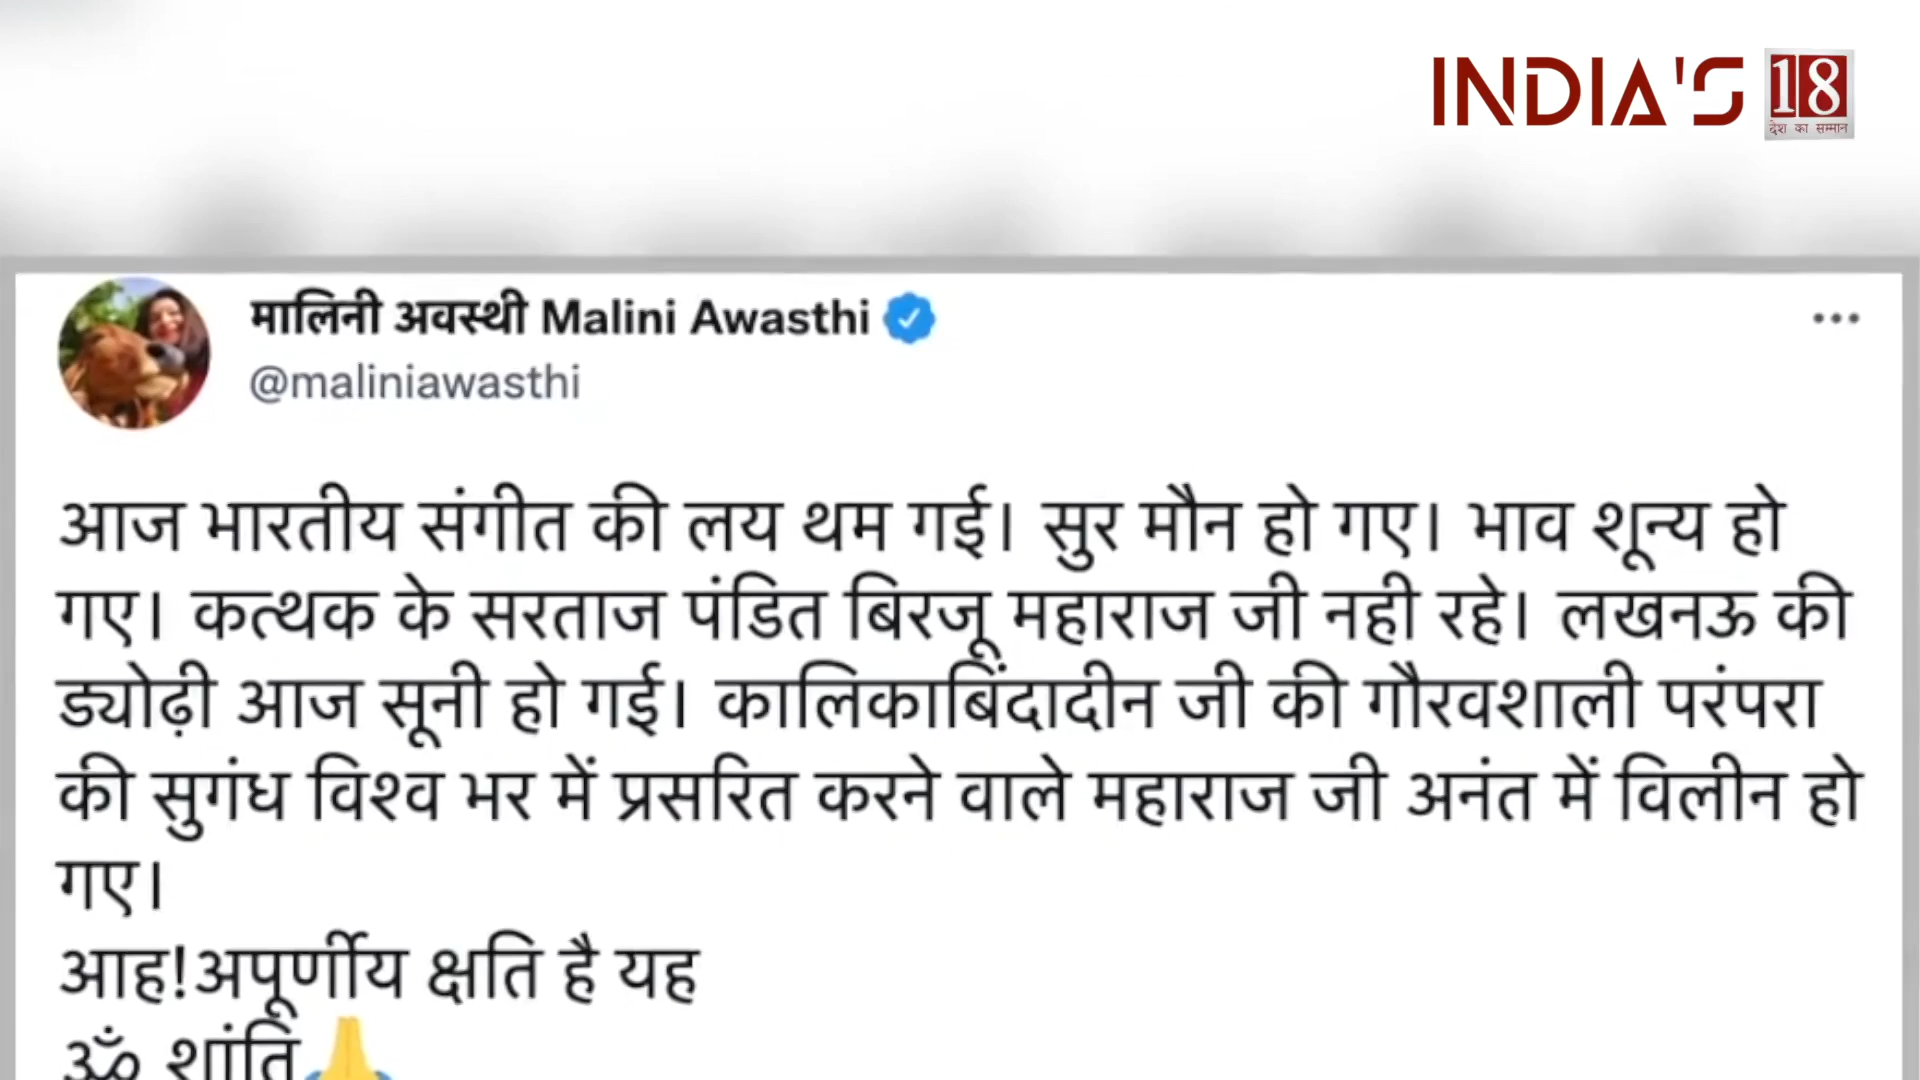 INDIA'S 18
देश का सम्मान
मालिनी अवस्थी Malini Awasthi
@maliniawasthi
आज भारतीय संगीत की लय थम गई। सुर मौन हो गए। भाव शून्य हो
गए। कत्थक के सरताज पंडित बिरजू महाराज जी नही रहे। लखनऊ की
ड्योढ़ी आज सूनी हो गई। कालिकाबिंदादीन जी की गौरवशाली परंपरा
की सुगंध विश्व भर में प्रसरित करने वाले महाराज जी अनंत में विलीन हो
गए।
आह!अपूर्णीय क्षति है यह
ॐ शांति🙏